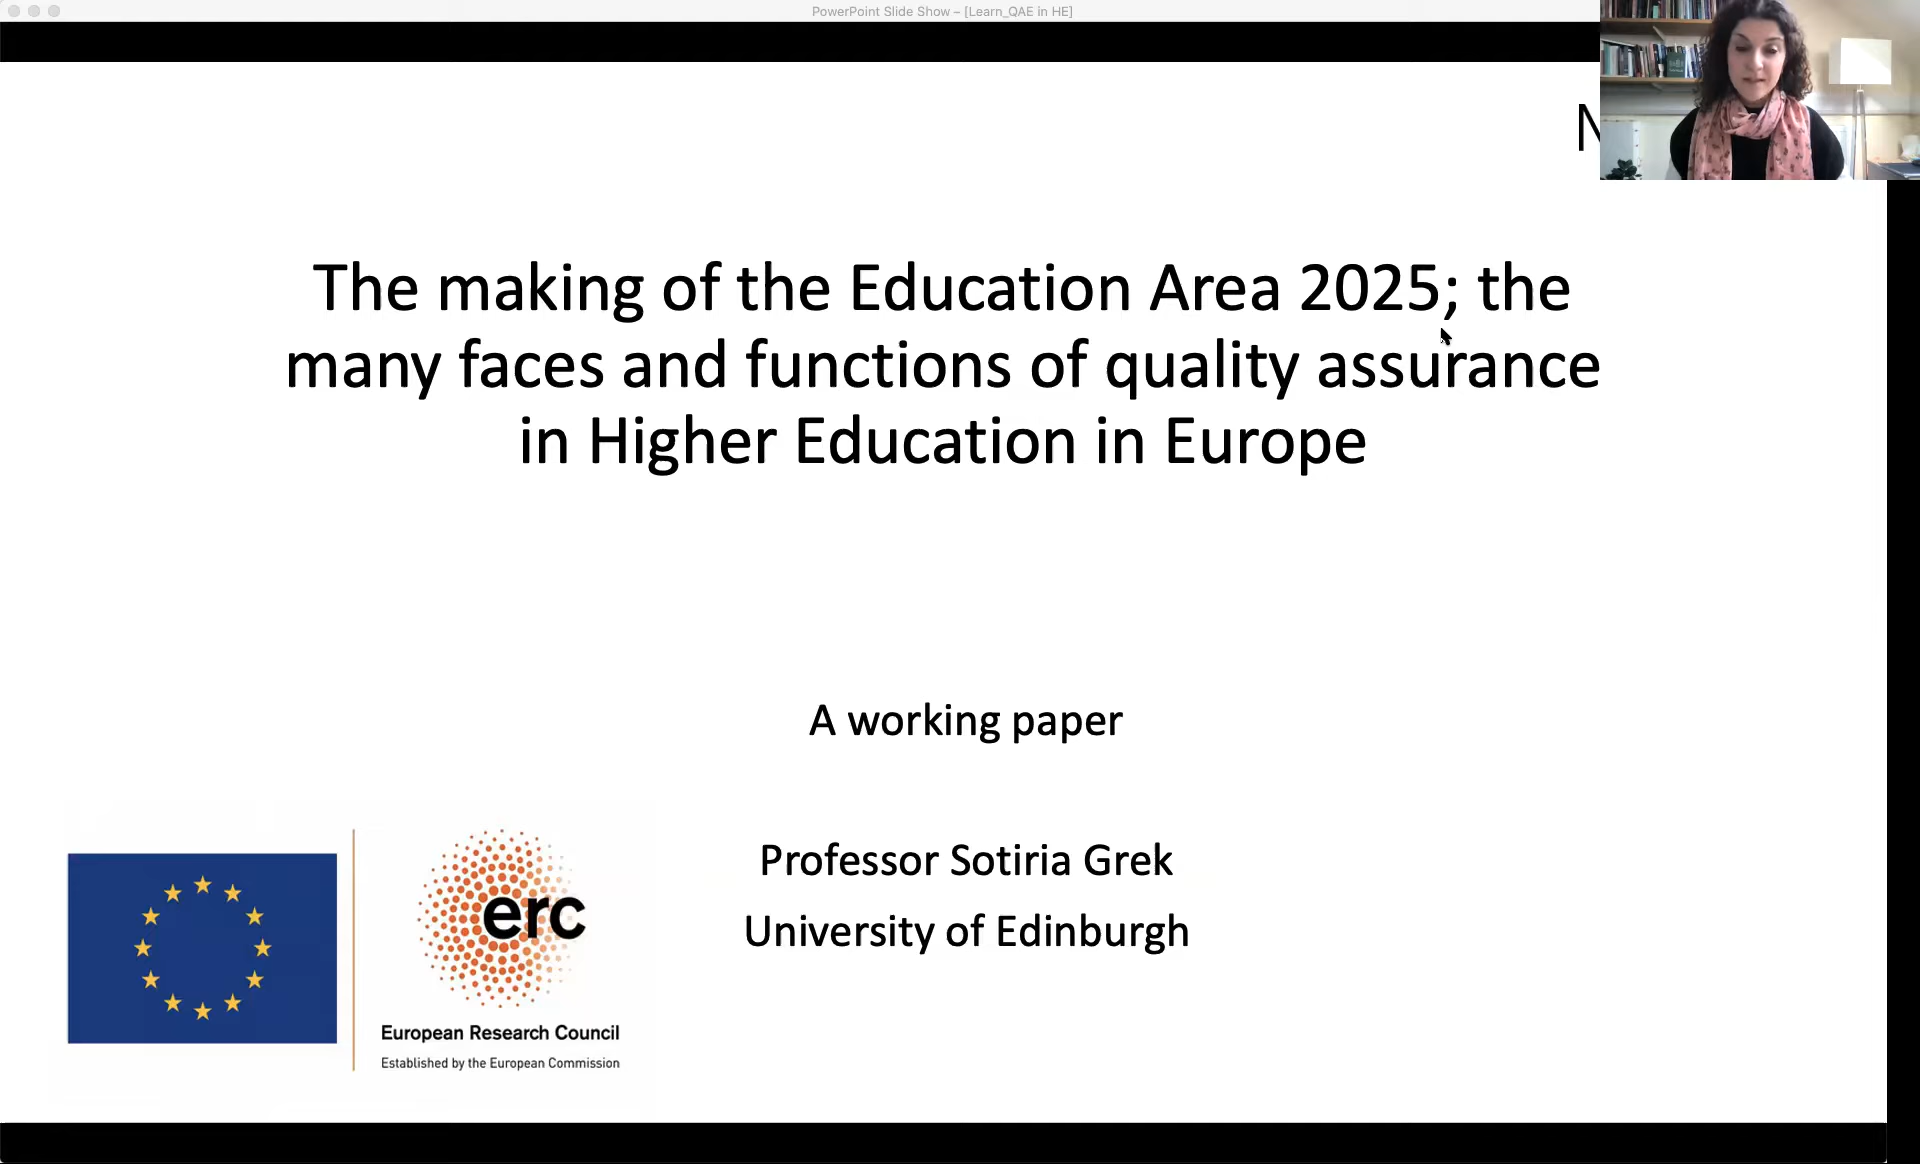 PowerPoint Slide Show – [Learn_QAE in HE]
The making of the Education Area 2025; the
many faces and functions of quality assurance
in Higher Education in Europe
A working paper
Professor Sotiria Grek
University of Edinburgh
erc
European Research Council
Established by the European Commission